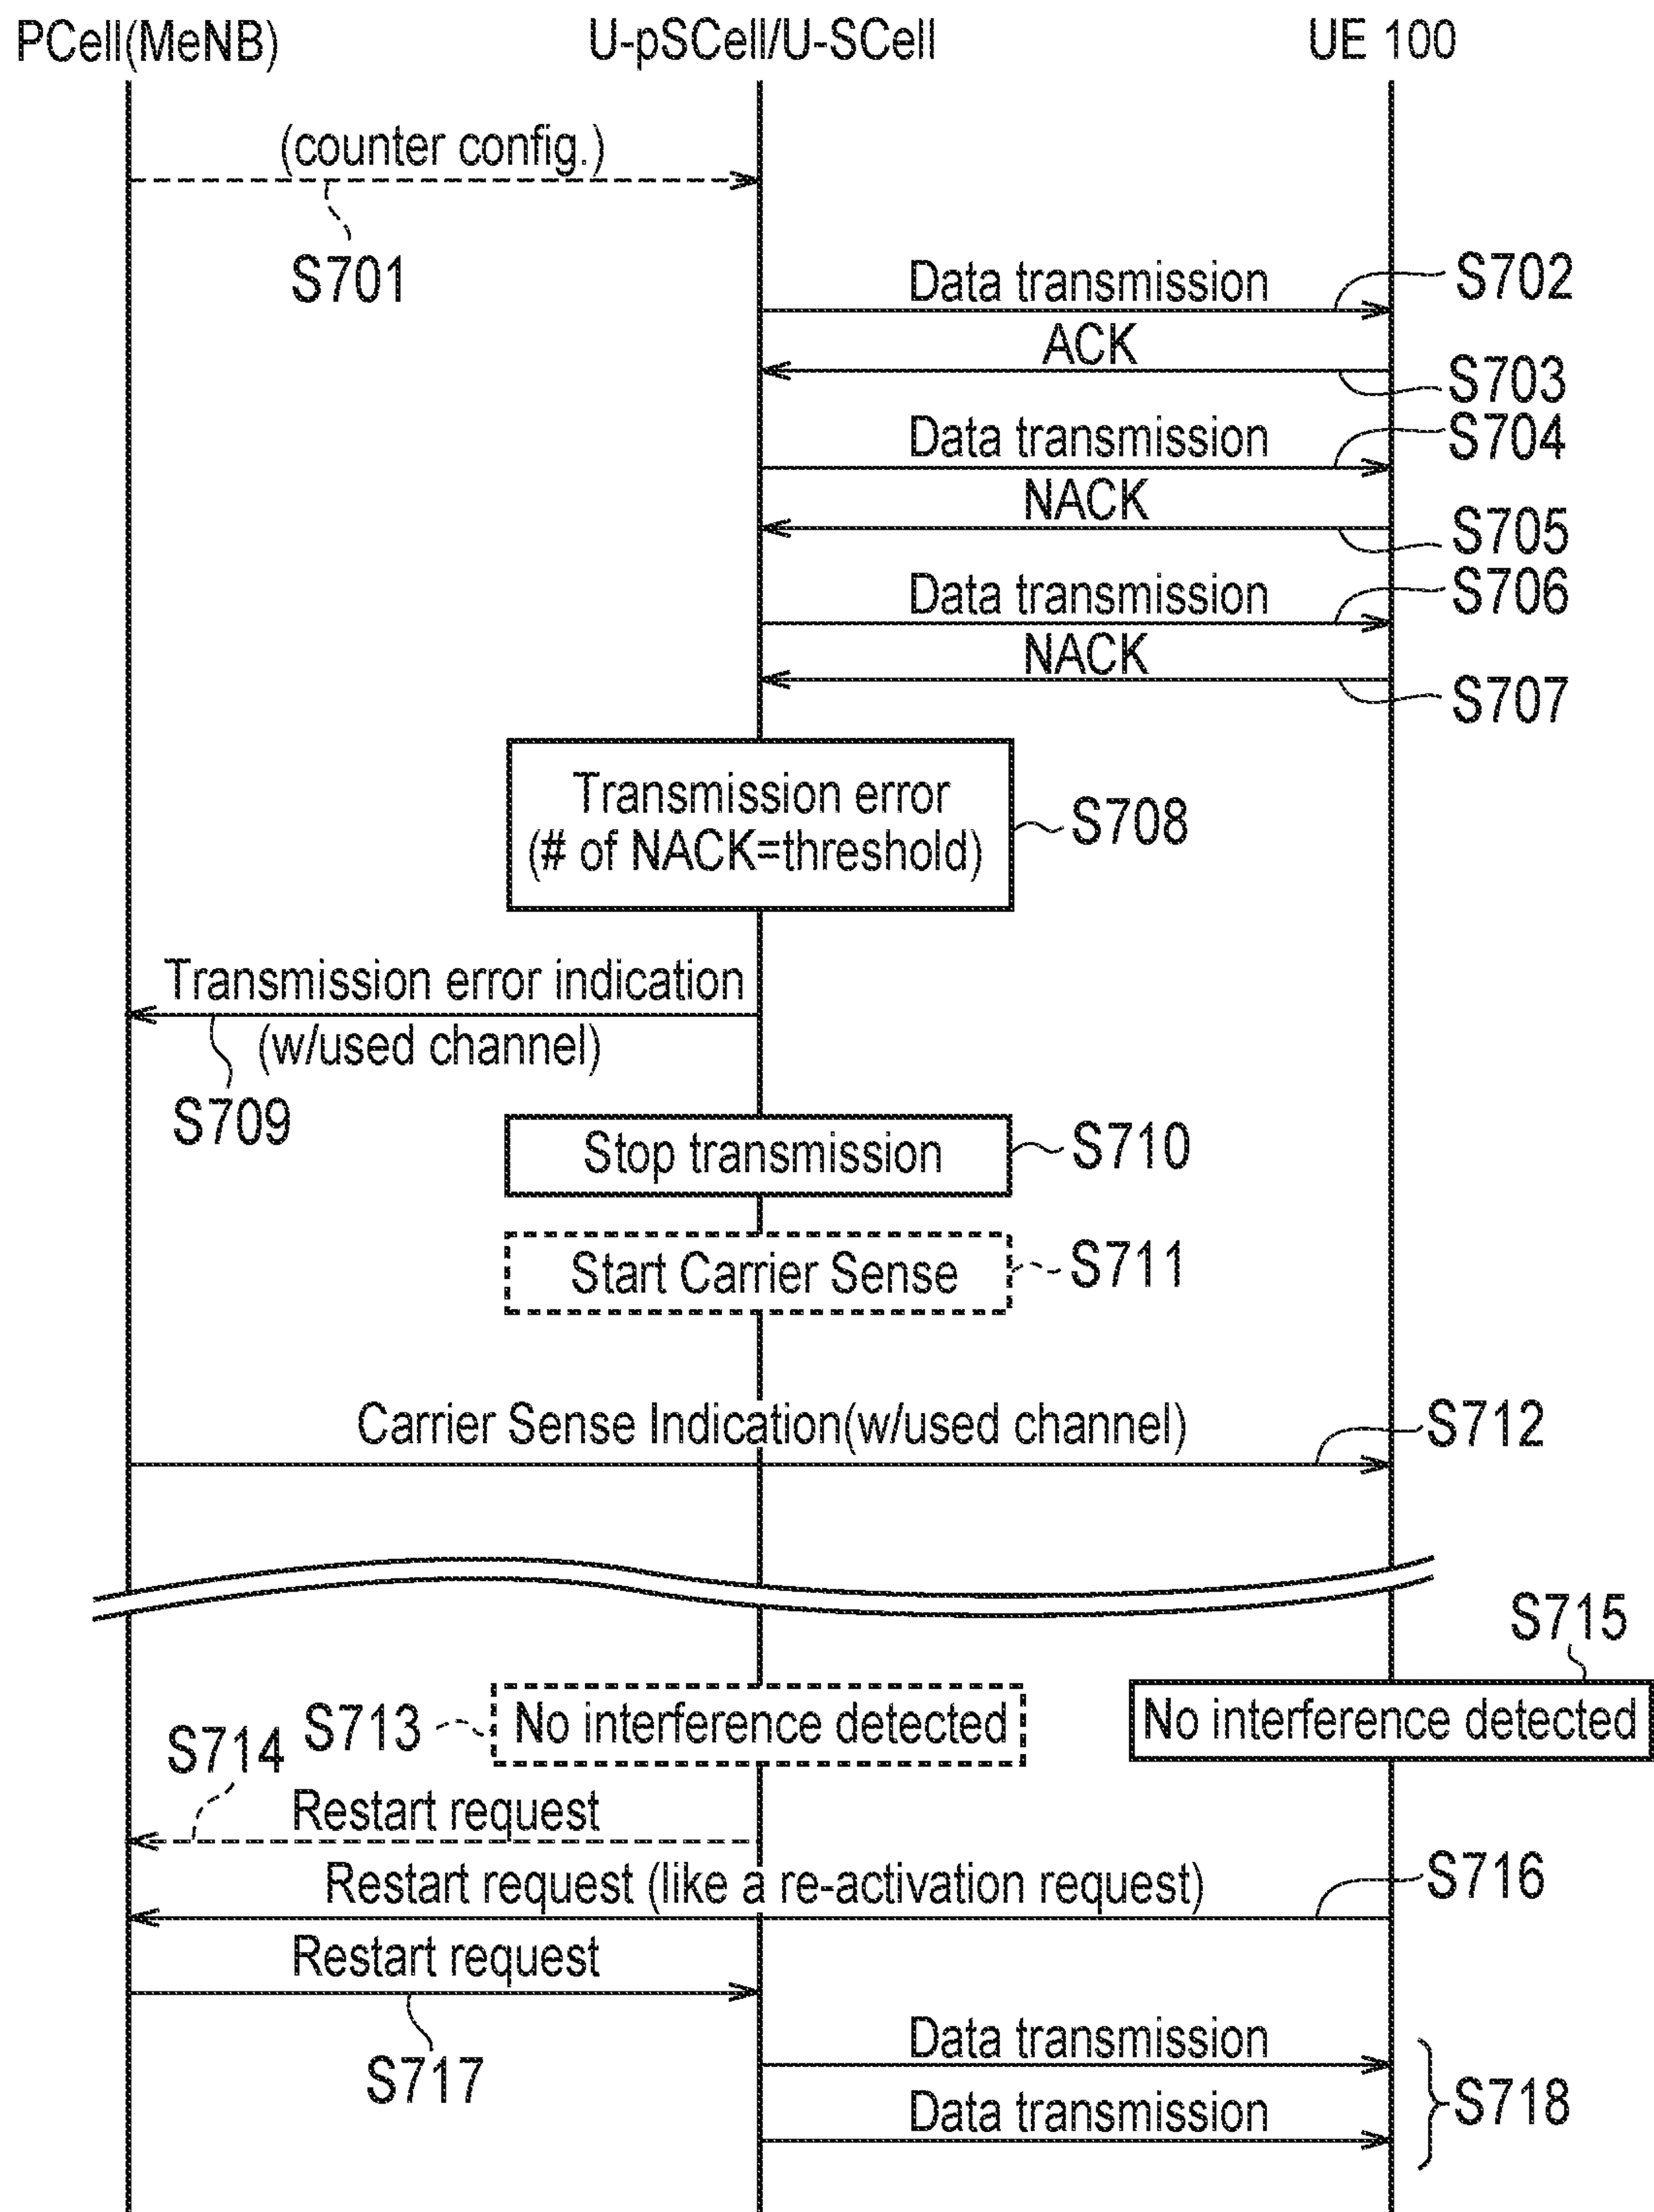 PCell(MeNB)
U-pSCell/U-SCell
UE 100
(counter config.)
S701
Data transmission
S702
ACK
S703
Data transmission
S704
NACK
S705
Data transmission
S706
NACK
S707
Transmission error
(# of NACK=threshold)
S708
Transmission error indication
(w/used channel)
S709
Stop transmission
S710
Start Carrier Sense
S711
Carrier Sense Indication(w/used channel)
S712
S715
S713
No interference detected
No interference detected
S714
Restart request
Restart request (like a re-activation request)
S716
Restart request
S717
Data transmission
Data transmission
S718